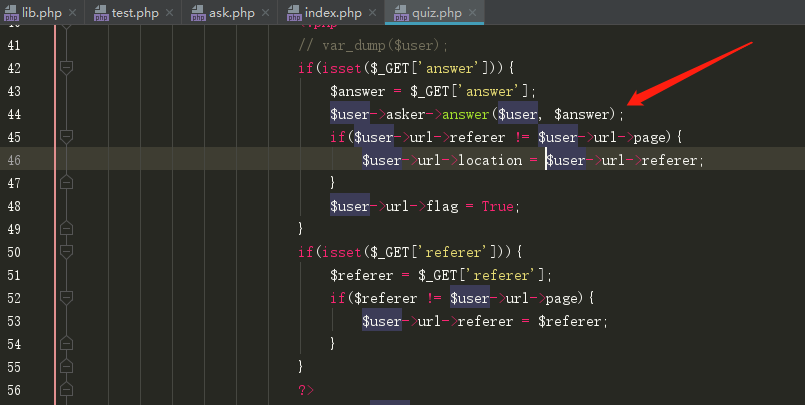 lib.php × test.php × ask.php × index.php × quiz.php ×
41 // var_dump($user);
42 if(isset($_GET['answer'])){
43 $answer = $_GET['answer'];
44 $user->asker->answer($user, $answer);
45 if($user->url->referer != $user->url->page){
46 $user->url->location = $user->url->referer;
47 }
48 $user->url->flag = True;
49 }
50 if(isset($_GET['referer'])){
51 $referer = $_GET['referer'];
52 if($referer != $user->url->page){
53 $user->url->referer = $referer;
54 }
55 }
56 ?>